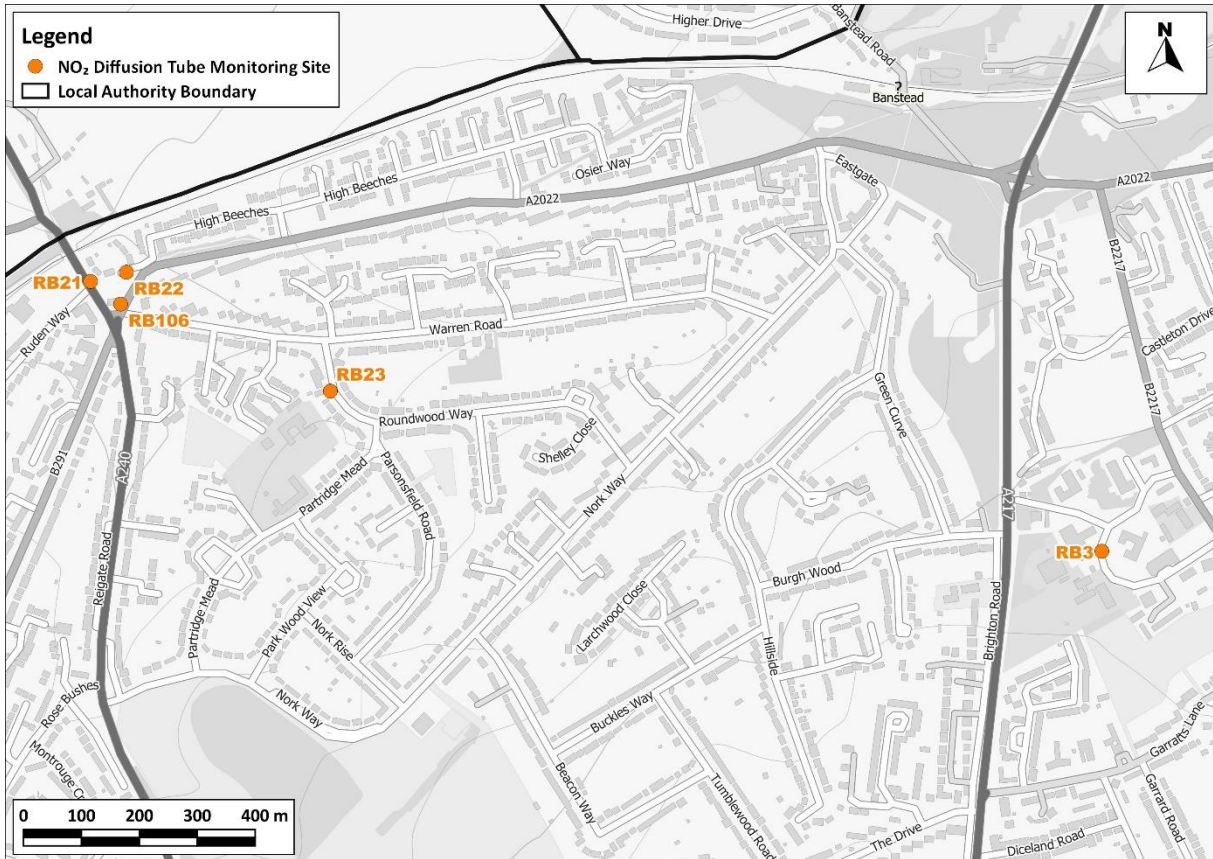 Legend
NO₂ Diffusion Tube Monitoring Site
Local Authority Boundary
N
Higher Drive
Banstead Road
?
Banstead
Eastgate
Osier Way
High Beeches
High Beeches
A2022
A2022
B2217
RB21
RB22
RB106
Ruden Way
Warren Road
Castleton Drive
RB23
Roundwood Way
Green Curve
Shelley Close
B2217
B291
A240
Partridge Mead
Parsonsfield Road
Nork Way
A217
RB3
Reigate Road
Burgh Wood
Larchwood Close
Partridge Mead
Park Wood View
Nork Rise
Hillside
Brighton Road
Rose Bushes
Nork Way
Buckles Way
Garratts Lane
Montrouge Cr
Beacon Way
Tumblewood Road
Garrard Road
The Drive
Diceland Road
0 100 200 300 400 m